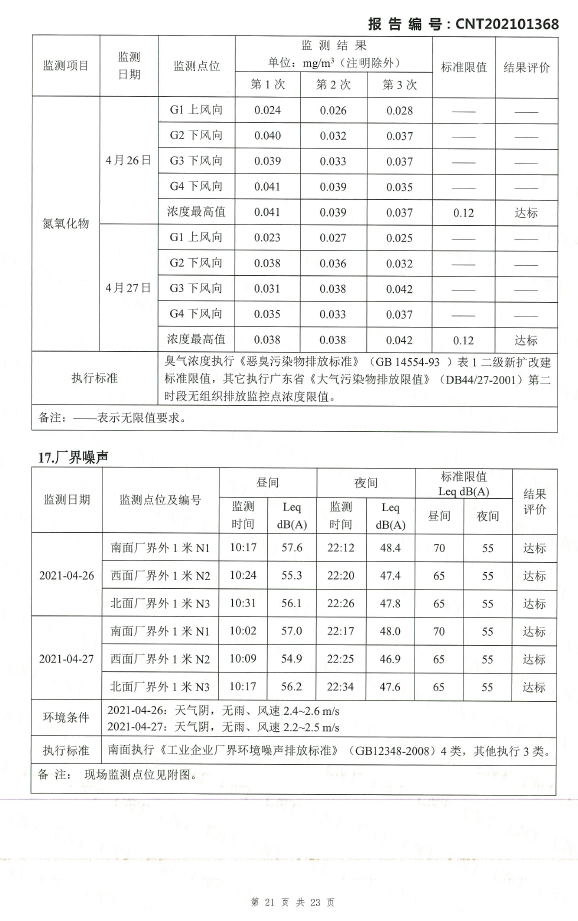 报 告 编 号：CNT202101368
监测项目 监测日期 监测点位 监 测 结 果 单位：mg/m³（注明除外） 标准限值 结果评价
第 1 次 第 2 次 第 3 次
氮氧化物 4 月 26 日 G1 上风向 0.024 0.026 0.028 —— ——
G2 下风向 0.040 0.032 0.037 —— ——
G3 下风向 0.039 0.033 0.037 —— ——
G4 下风向 0.041 0.039 0.035 —— ——
浓度最高值 0.041 0.039 0.037 0.12 达标
4 月 27 日 G1 上风向 0.023 0.027 0.025 —— ——
G2 下风向 0.038 0.036 0.032 —— ——
G3 下风向 0.031 0.038 0.042 —— ——
G4 下风向 0.035 0.033 0.037 —— ——
浓度最高值 0.038 0.038 0.042 0.12 达标
执行标准 臭气浓度执行《恶臭污染物排放标准》（GB 14554-93 ）表 1 二级新扩改建
标准限值，其它执行广东省《大气污染物排放限值》（DB44/27-2001）第二
时段无组织排放监控点浓度限值。
备注：——表示无限值要求。
17.厂界噪声
监测日期 监测点位及编号 昼间 夜间 标准限值 Leq dB(A) 结果评价
监测时间 Leq dB(A) 监测时间 Leq dB(A) 昼间 夜间
2021-04-26 南面厂界外 1 米 N1 10:17 57.6 22:12 48.4 70 55 达标
西面厂界外 1 米 N2 10:24 55.3 22:20 47.4 65 55 达标
北面厂界外 1 米 N3 10:31 56.1 22:26 47.8 65 55 达标
2021-04-27 南面厂界外 1 米 N1 10:02 57.0 22:17 48.0 70 55 达标
西面厂界外 1 米 N2 10:09 54.9 22:25 46.9 65 55 达标
北面厂界外 1 米 N3 10:17 56.2 22:34 47.6 65 55 达标
环境条件 2021-04-26：天气阴，无雨、风速 2.4~2.6 m/s
2021-04-27：天气阴，无雨、风速 2.2~2.5 m/s
执行标准 南面执行《工业企业厂界环境噪声排放标准》（GB12348-2008）4 类，其他执行 3 类。
备 注： 现场监测点位见附图。
第 21 页 共 23 页